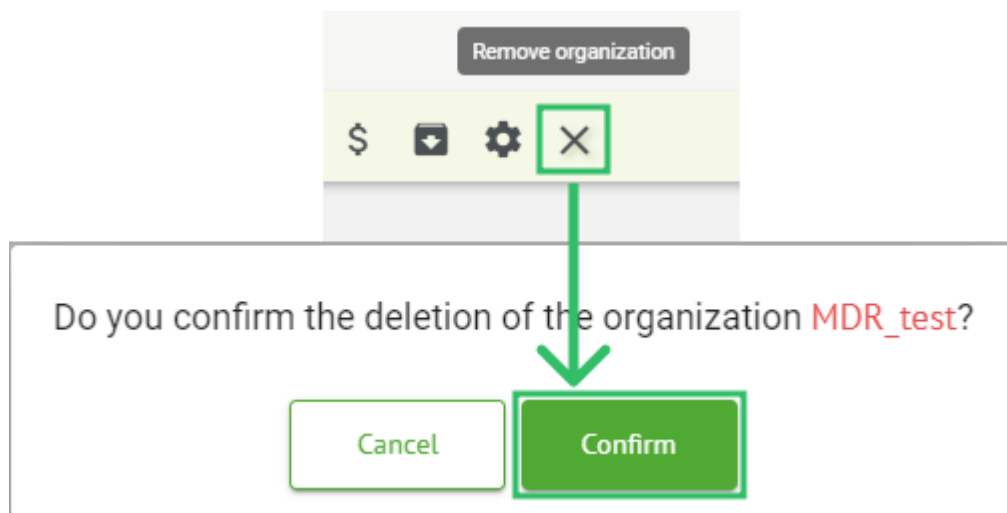 Remove organization
$
Do you confirm the deletion of the organization MDR_test?
Cancel
Confirm